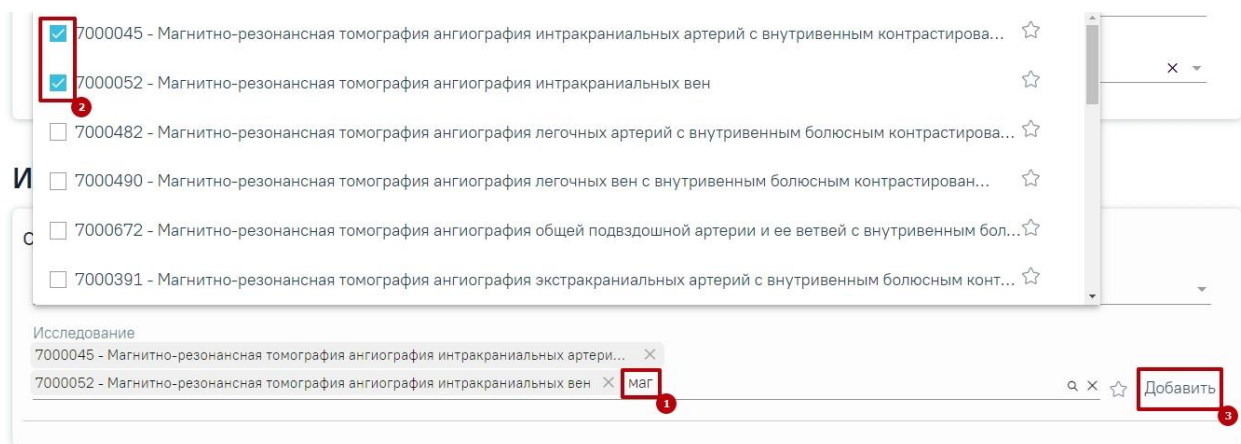 7000045 - Магнитно-резонансная томография ангиография интракраниальных артерий с внутривенным контрастирова...
7000052 - Магнитно-резонансная томография ангиография интракраниальных вен
2
7000482 - Магнитно-резонансная томография ангиография легочных артерий с внутривенным болюсным контрастирова...
И
7000490 - Магнитно-резонансная томография ангиография легочных вен с внутривенным болюсным контрастирован...
7000672 - Магнитно-резонансная томография ангиография общей подвздошной артерии и ее ветвей с внутривенным бол...
7000391 - Магнитно-резонансная томография ангиография экстракраниальных артерий с внутривенным болюсным конт...
Исследование
7000045 - Магнитно-резонансная томография ангиография интракраниальных артери...
7000052 - Магнитно-резонансная томография ангиография интракраниальных вен маг Добавить
1 3